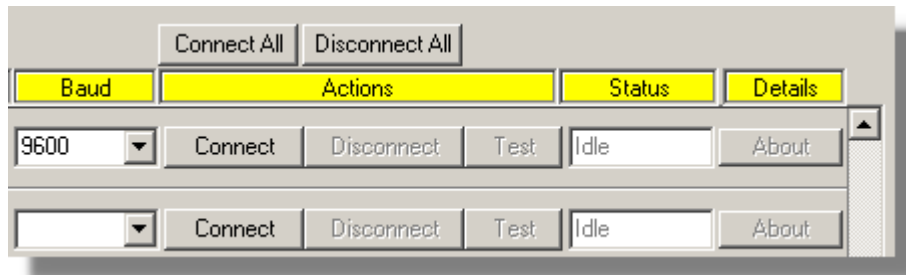 Connect All Disconnect All
Baud Actions Status Details
9600 Connect Disconnect Test Idle About
Connect Disconnect Test Idle About